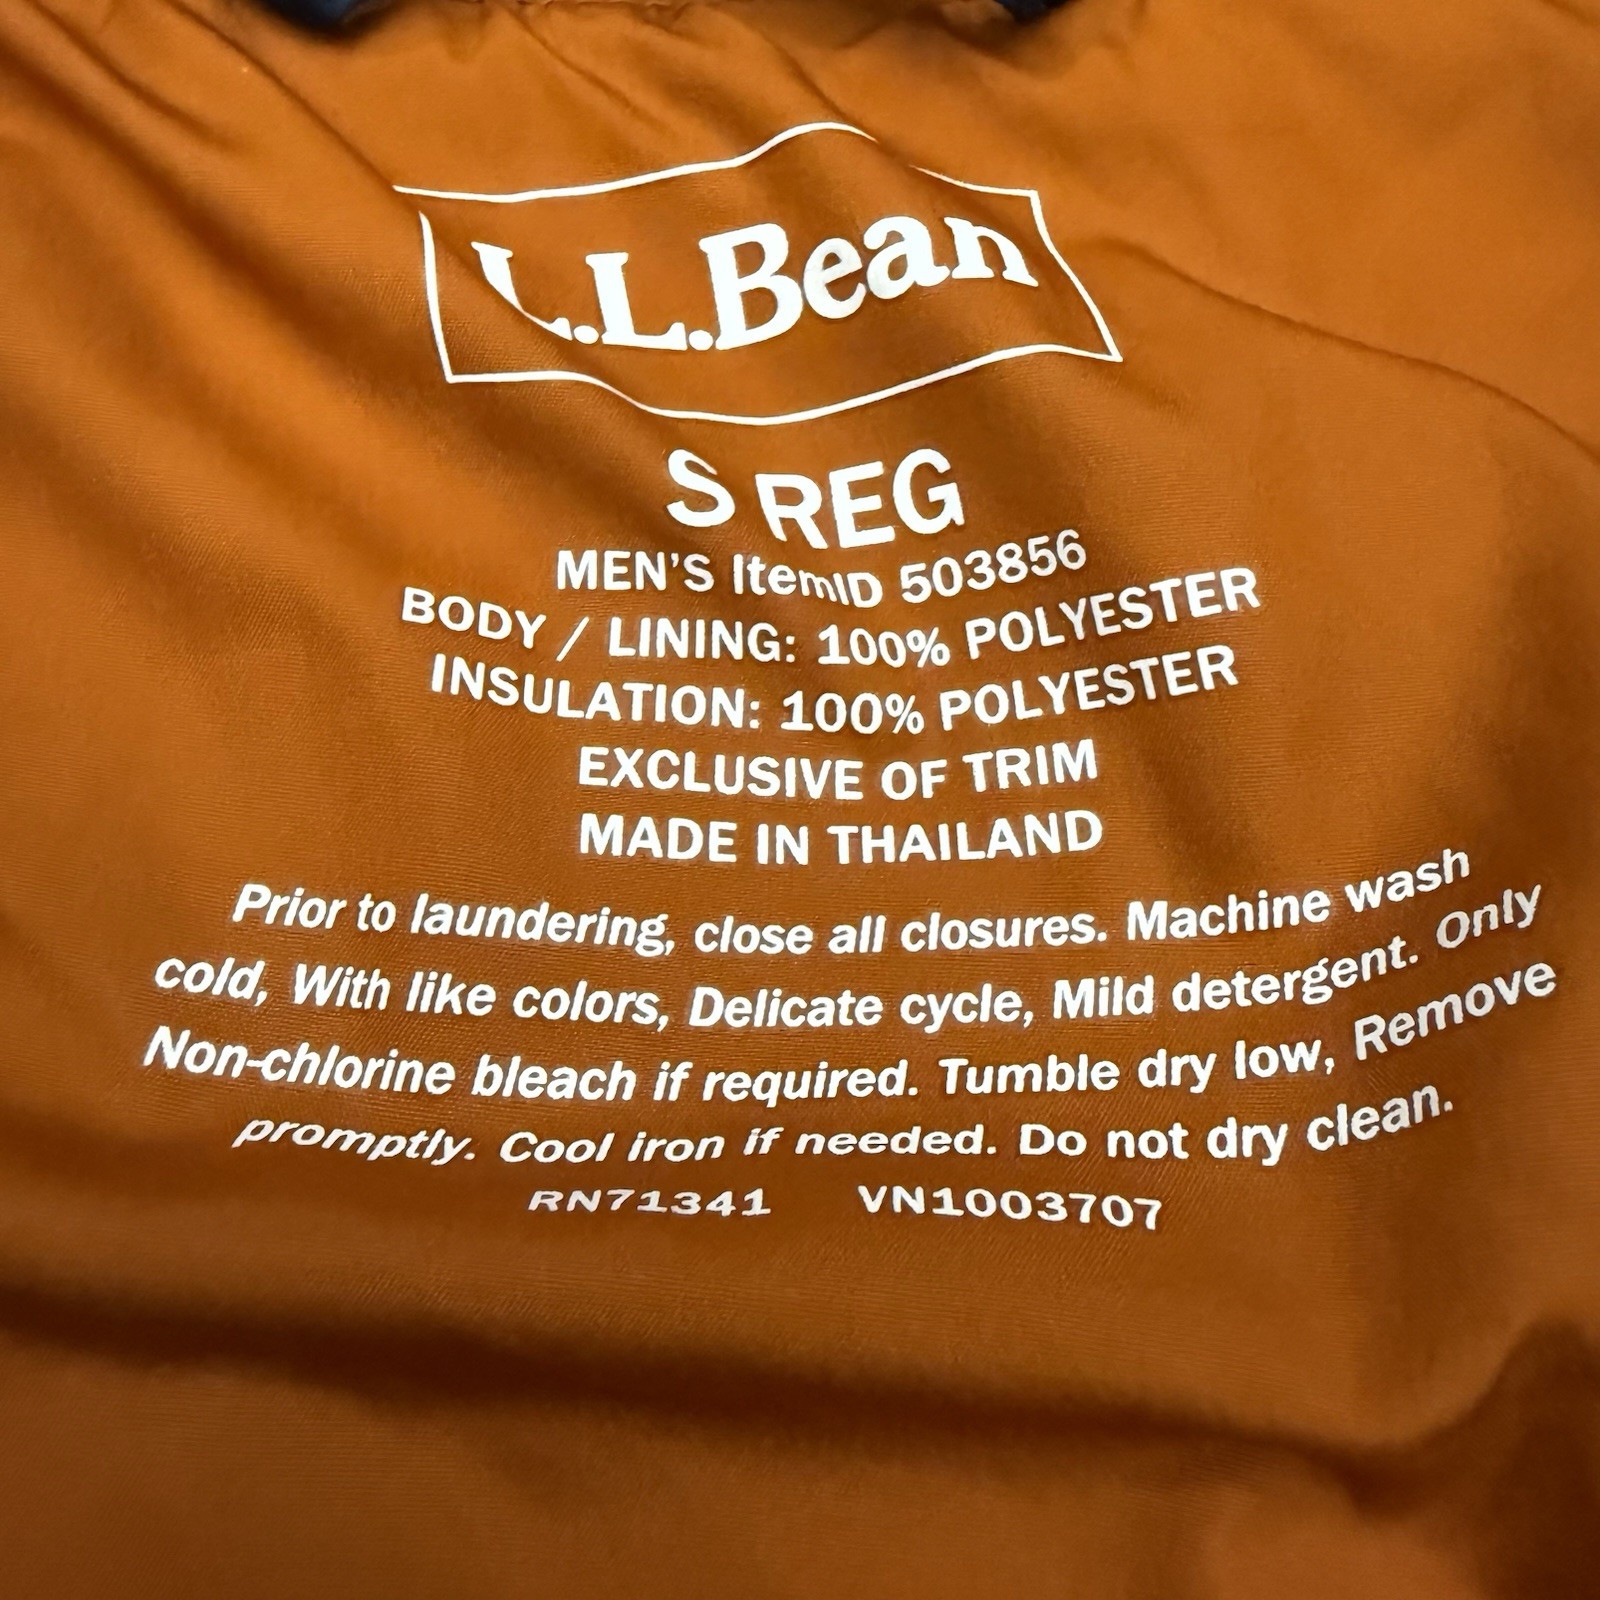 L.L.Bean
S REG
MEN'S ItemID 503856
BODY / LINING: 100% POLYESTER
INSULATION: 100% POLYESTER
EXCLUSIVE OF TRIM
MADE IN THAILAND
Prior to laundering, close all closures. Machine wash
cold, With like colors, Delicate cycle, Mild detergent. Only
Non-chlorine bleach if required. Tumble dry low, Remove
promptly. Cool iron if needed. Do not dry clean.
RN71341 VN1003707